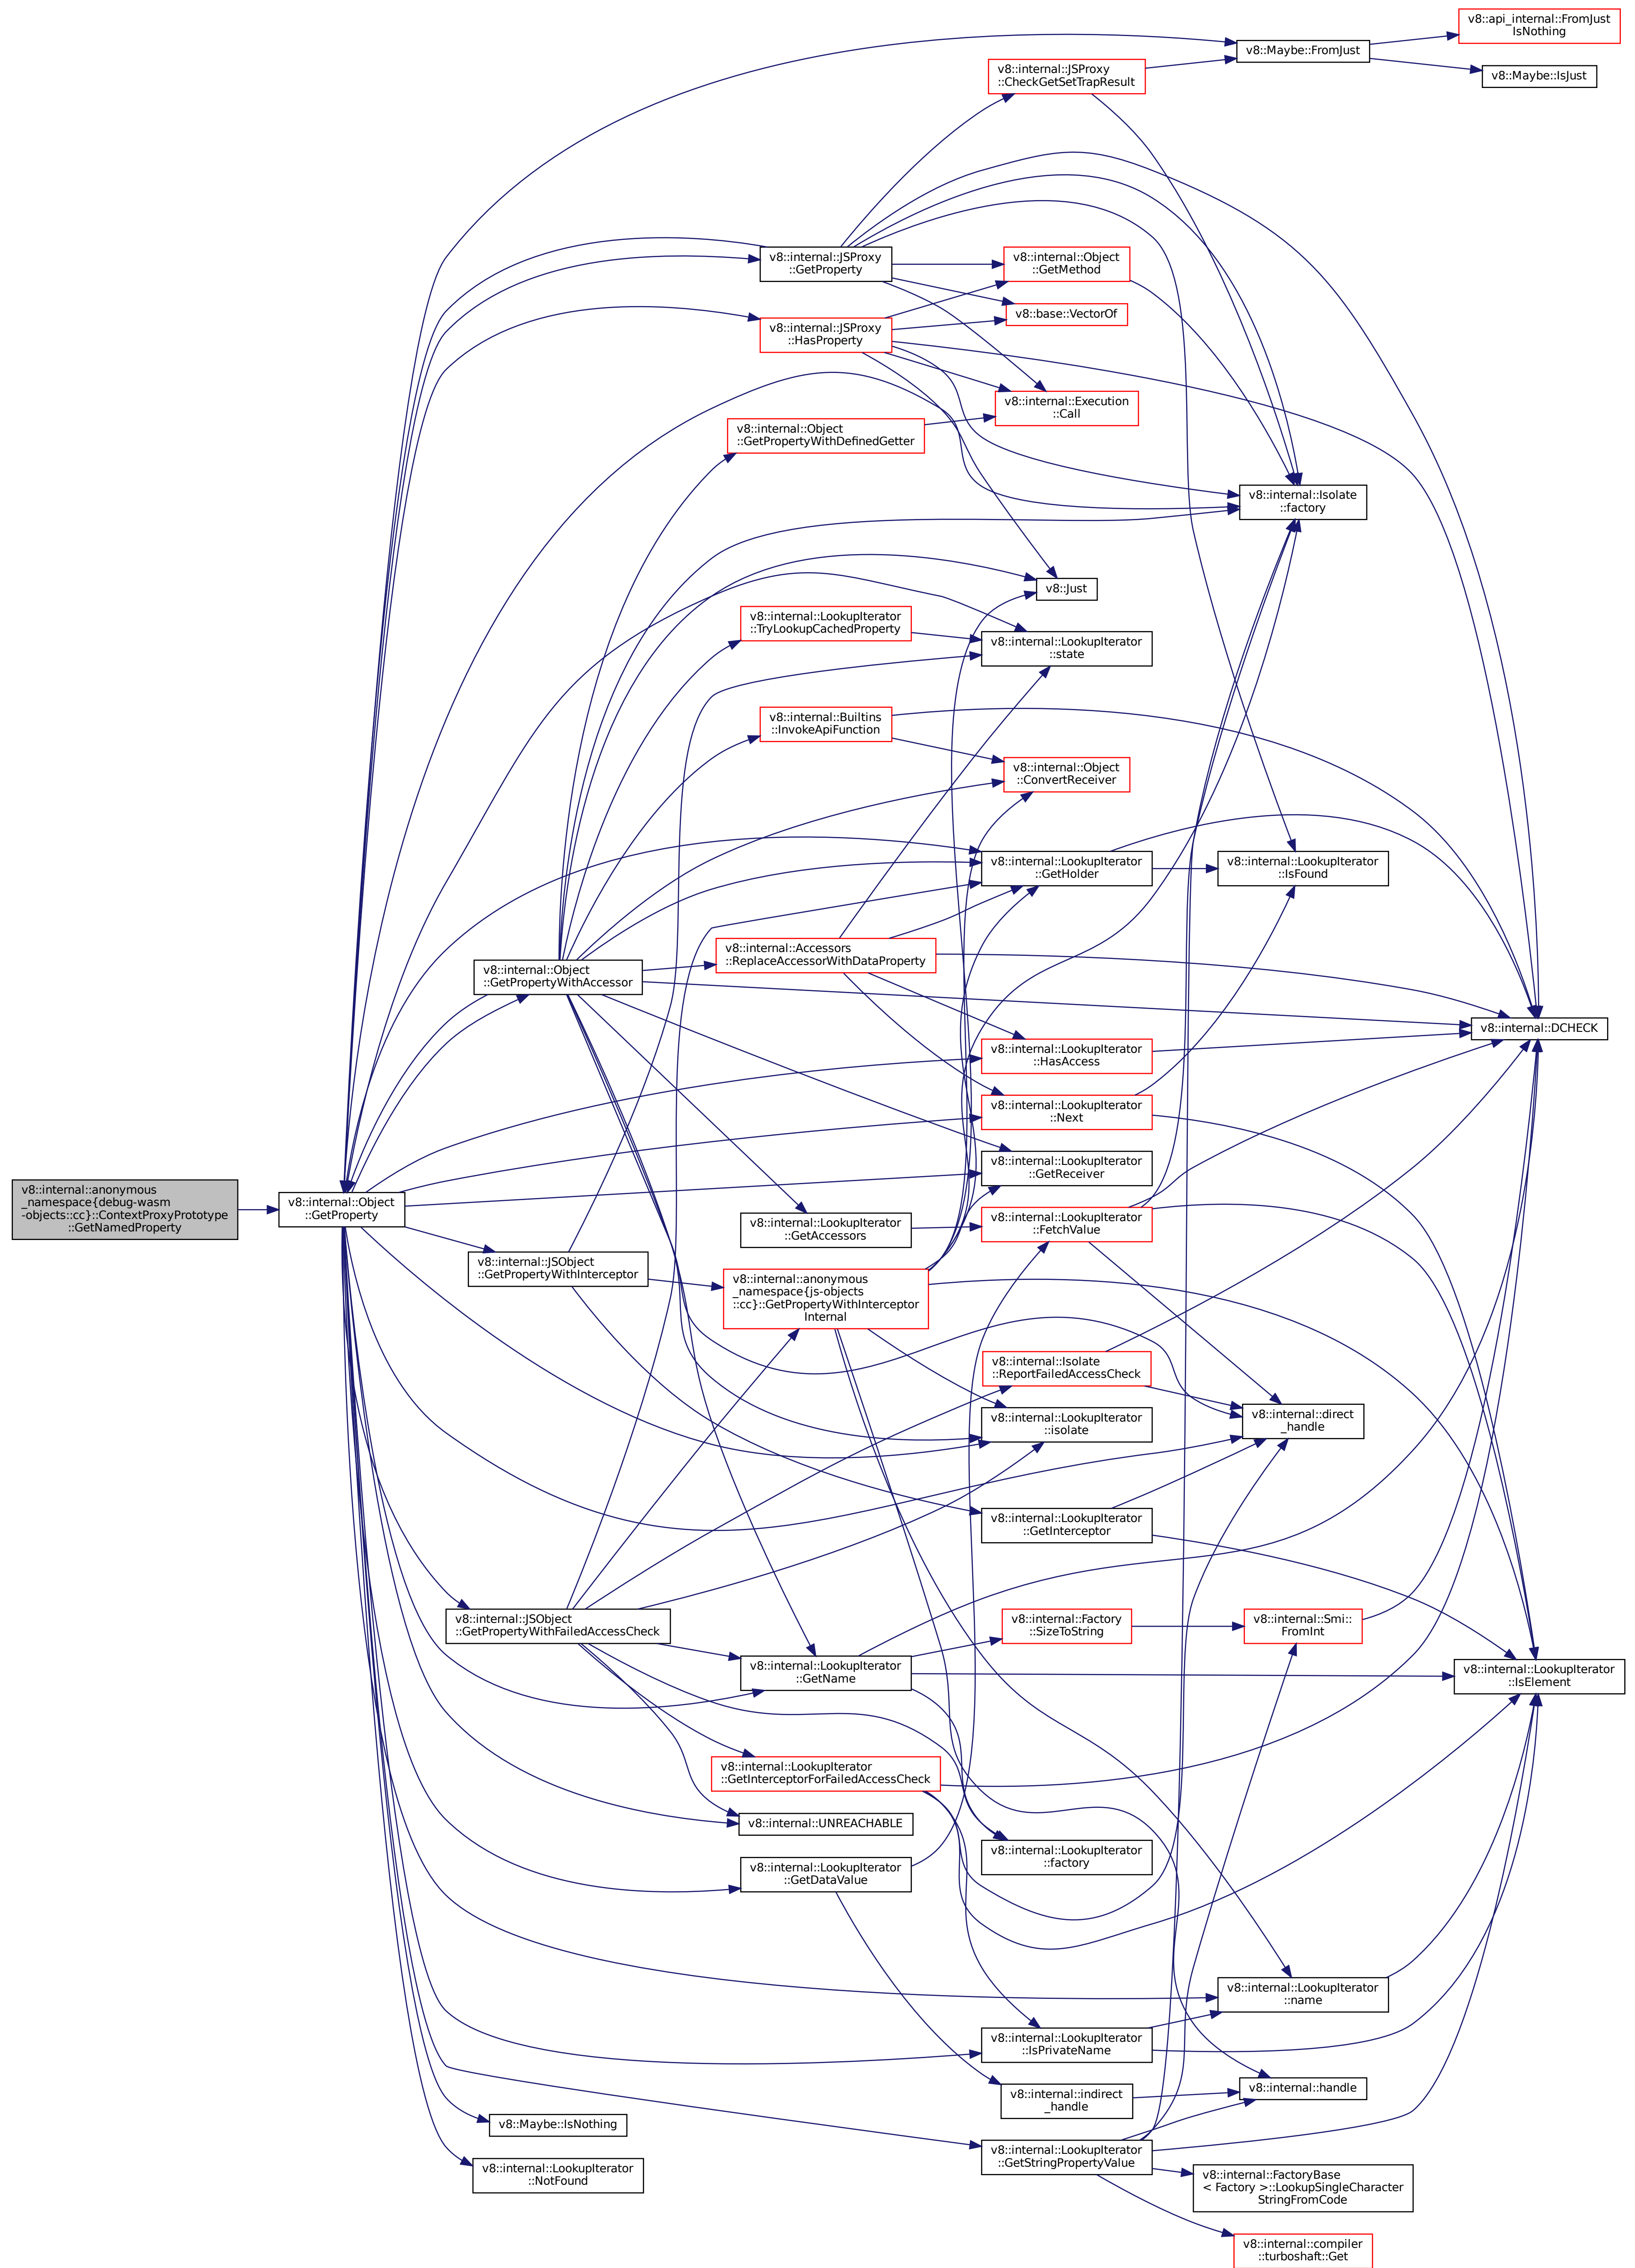 v8::api_internal::FromJust
IsNothing
v8::Maybe::FromJust
v8::Maybe::IsJust
v8::internal::JSProxy
::CheckGetSetTrapResult
v8::internal::JSProxy
::GetProperty
v8::internal::Object
::GetMethod
v8::base::VectorOf
v8::internal::JSProxy
::HasProperty
v8::internal::Execution
::Call
v8::internal::Object
::GetPropertyWithDefinedGetter
v8::internal::Isolate
::factory
v8::Just
v8::internal::LookupIterator
::TryLookupCachedProperty
v8::internal::LookupIterator
::state
v8::internal::Builtins
::InvokeApiFunction
v8::internal::Object
::ConvertReceiver
v8::internal::LookupIterator
::GetHolder
v8::internal::LookupIterator
::IsFound
v8::internal::Accessors
::ReplaceAccessorWithDataProperty
v8::internal::Object
::GetPropertyWithAccessor
v8::internal::DCHECK
v8::internal::LookupIterator
::HasAccess
v8::internal::LookupIterator
::Next
v8::internal::LookupIterator
::GetReceiver
v8::internal::anonymous
_namespace{debug-wasm
-objects::cc}::ContextProxyPrototype
::GetNamedProperty
v8::internal::Object
::GetProperty
v8::internal::LookupIterator
::GetAccessors
v8::internal::LookupIterator
::FetchValue
v8::internal::JSObject
::GetPropertyWithInterceptor
v8::internal::anonymous
_namespace{js-objects
::cc}::GetPropertyWithInterceptor
Internal
v8::internal::Isolate
::ReportFailedAccessCheck
v8::internal::LookupIterator
::isolate
v8::internal::direct
_handle
v8::internal::LookupIterator
::GetInterceptor
v8::internal::JSObject
::GetPropertyWithFailedAccessCheck
v8::internal::Factory
::SizeToString
v8::internal::Smi::
FromInt
v8::internal::LookupIterator
::GetName
v8::internal::LookupIterator
::IsElement
v8::internal::LookupIterator
::GetInterceptorForFailedAccessCheck
v8::internal::UNREACHABLE
v8::internal::LookupIterator
::factory
v8::internal::LookupIterator
::GetDataValue
v8::internal::LookupIterator
::name
v8::internal::LookupIterator
::IsPrivateName
v8::internal::handle
v8::internal::indirect
_handle
v8::Maybe::IsNothing
v8::internal::LookupIterator
::GetStringPropertyValue
v8::internal::LookupIterator
::NotFound
v8::internal::FactoryBase
< Factory >::LookupSingleCharacter
StringFromCode
v8::internal::compiler
::turboshaft::Get